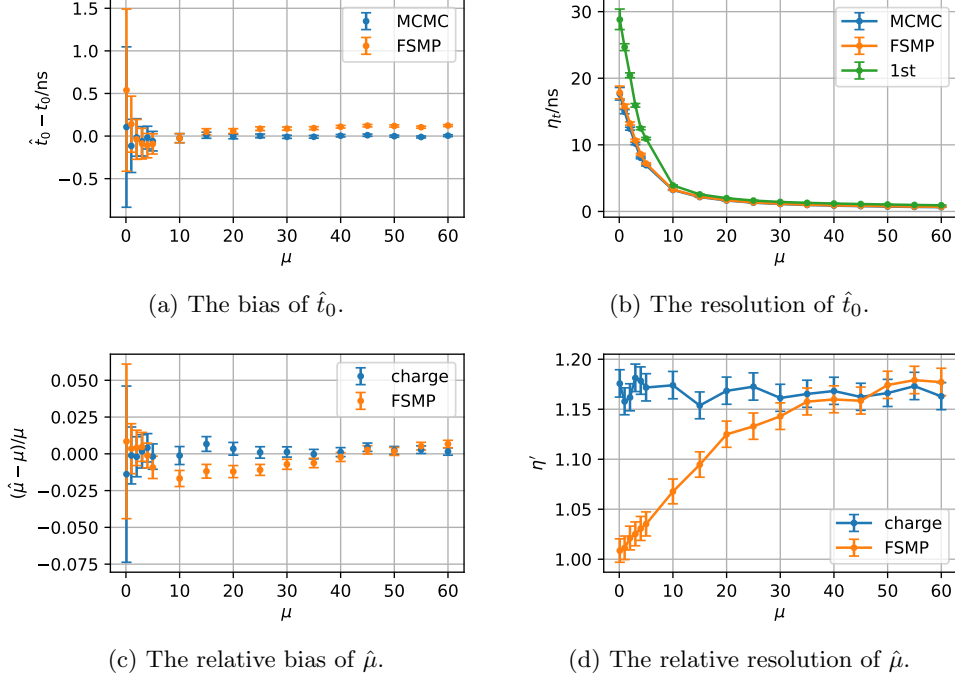 1.5
1.0
0.5
0.0
−0.5
t̂₀ − t₀/ns
MCMC
FSMP
0 10 20 30 40 50 60
μ
(a) The bias of t̂₀.
30
20
10
0
ηₜ/ns
MCMC
FSMP
1st
0 10 20 30 40 50 60
μ
(b) The resolution of t̂₀.
0.050
0.025
0.000
−0.025
−0.050
−0.075
(μ̂ − μ)/μ
charge
FSMP
0 10 20 30 40 50 60
μ
(c) The relative bias of μ̂.
1.20
1.15
1.10
1.05
1.00
η′
charge
FSMP
0 10 20 30 40 50 60
μ
(d) The relative resolution of μ̂.